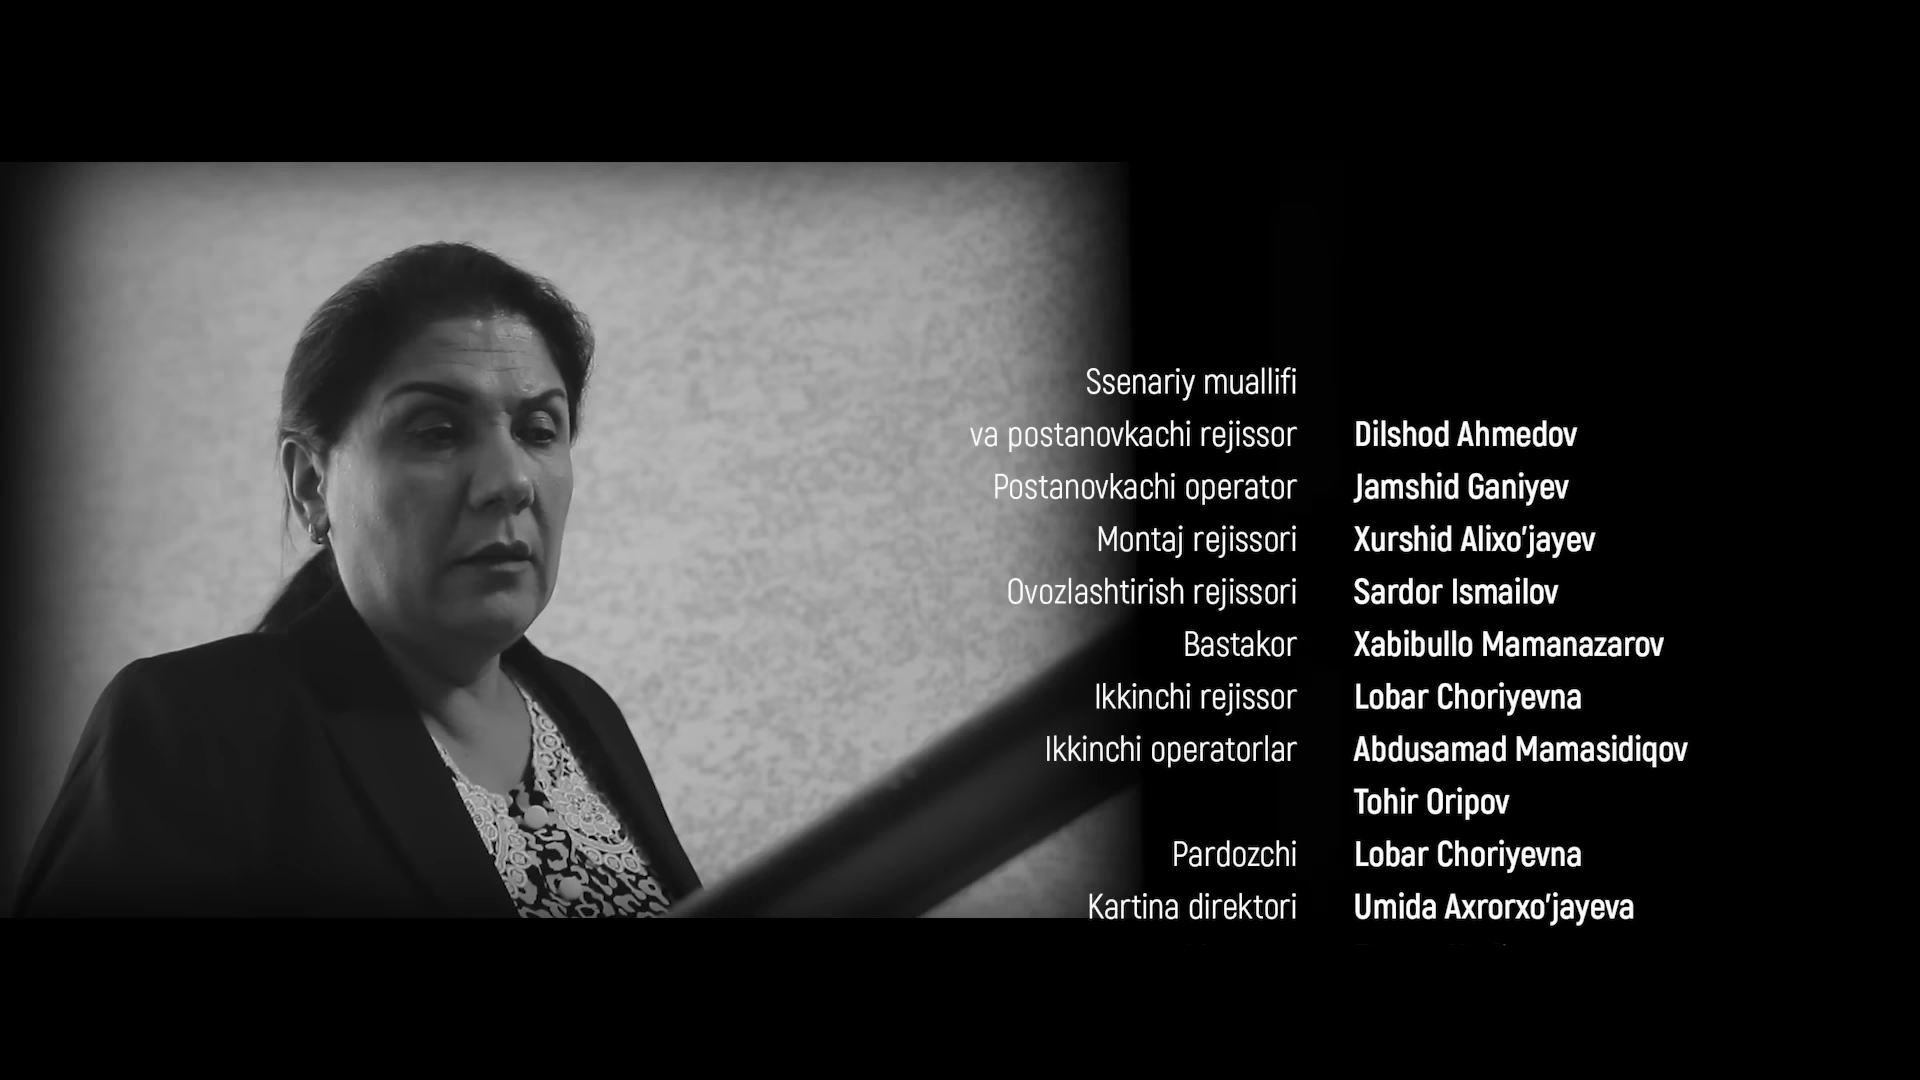 Ssenariy muallifi
va postanovkachi rejissor Dilshod Ahmedov
Postanovkachi operator Jamshid Ganiyev
Montaj rejissori Xurshid Alixo'jayev
Ovozlashtirish rejissori Sardor Ismailov
Bastakor Xabibullo Mamanazarov
Ikkinchi rejissor Lobar Choriyevna
Ikkinchi operatorlar Abdusamad Mamasidiqov
Tohir Oripov
Pardozchi Lobar Choriyevna
Kartina direktori Umida Axrorxo'jayeva